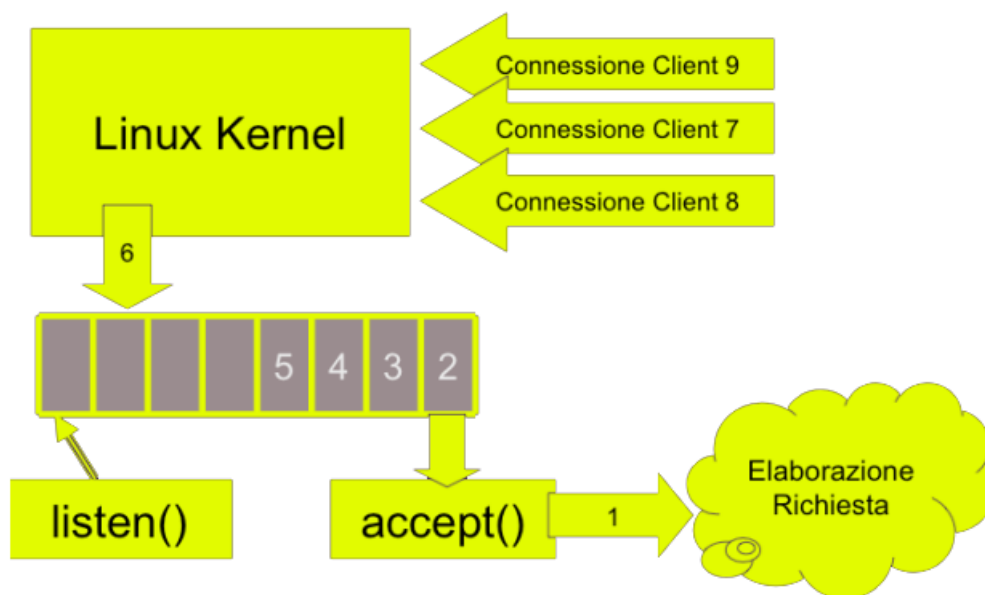 Connessione Client 9
Linux Kernel
Connessione Client 7
Connessione Client 8
6
5 4 3 2
Elaborazione
Richiesta
listen()
accept()
1